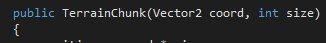 public TerrainChunk(Vector2 coord, int size)
{